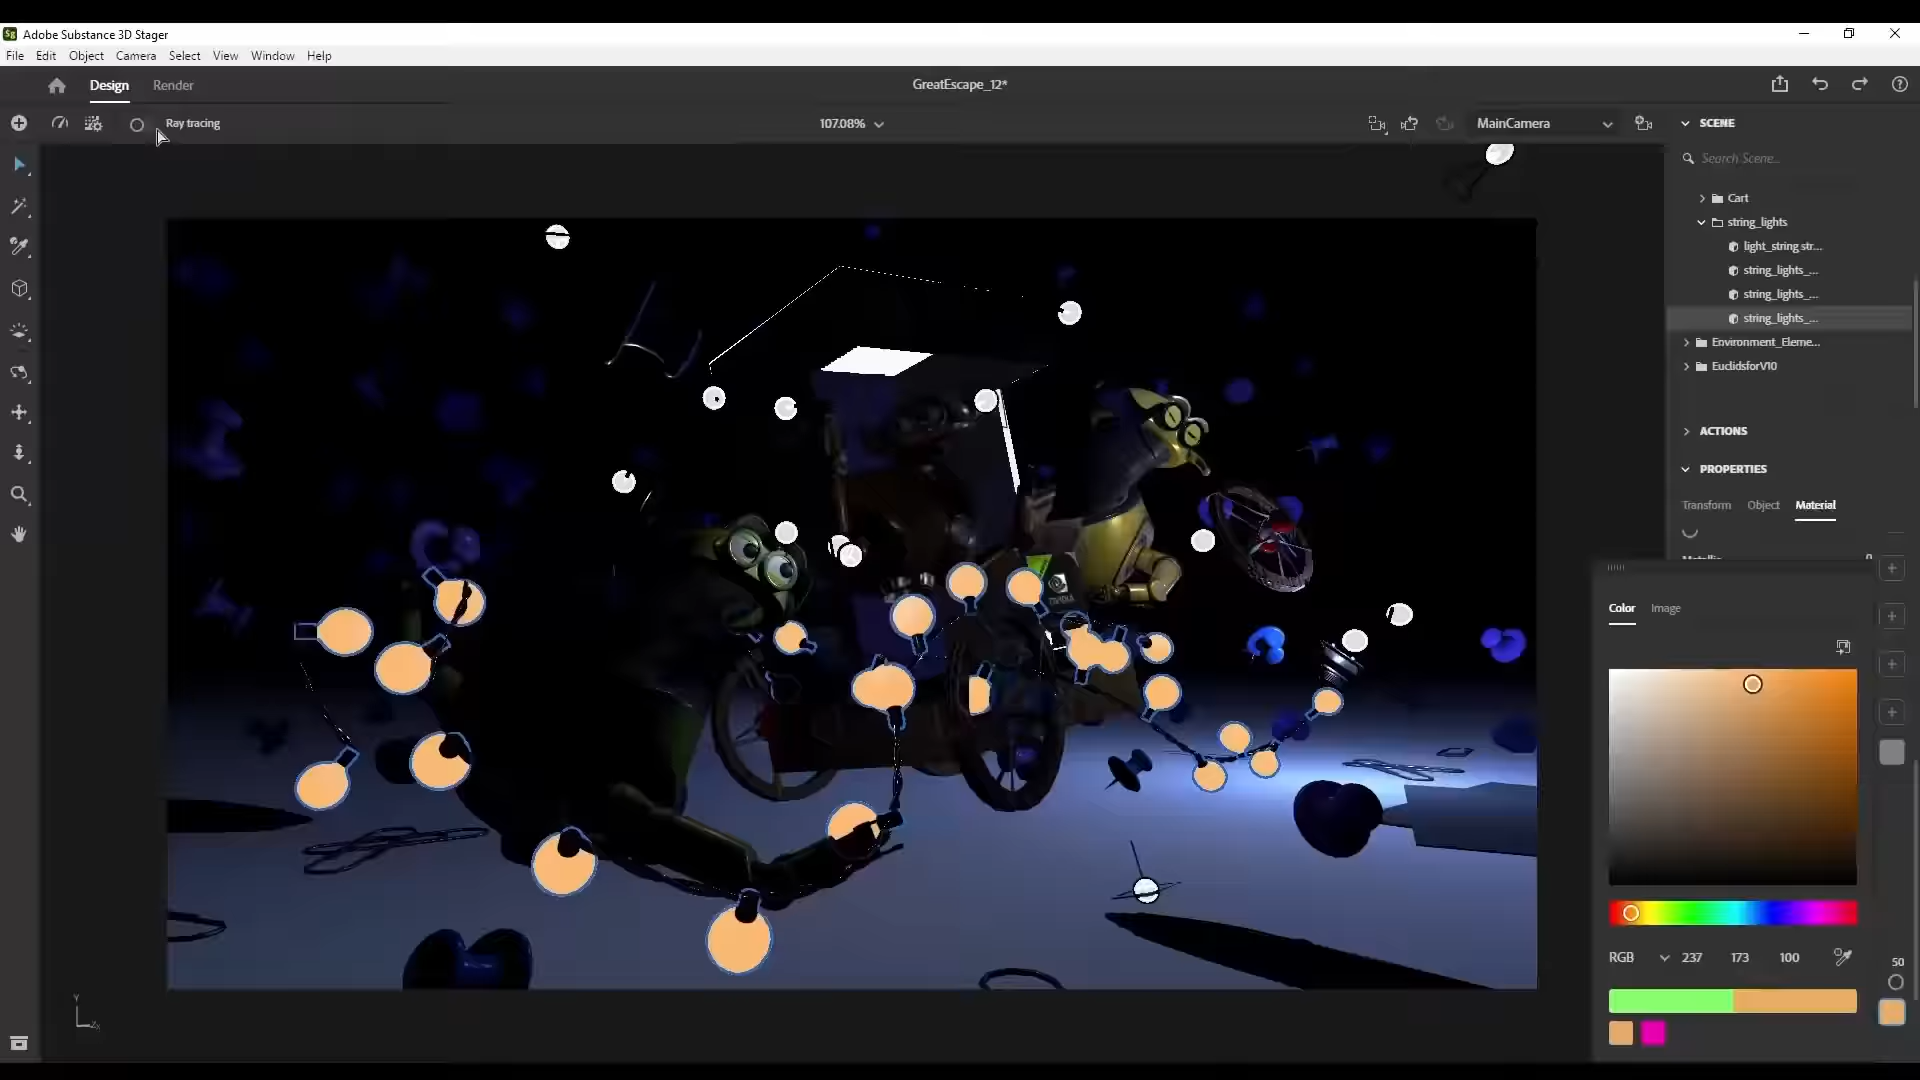 Sg Adobe Substance 3D Stager
File Edit Object Camera Select View Window Help
Design Render GreatEscape_12*
Ray tracing 107.08% MainCamera SCENE
Search Scene...
Cart
string_lights
light_string str...
string_lights_...
string_lights_...
string_lights_...
Environment_Eleme...
EuclidsforV10
ACTIONS
PROPERTIES
Transform Object Material
Color Image
RGB 237 173 100
50
Y